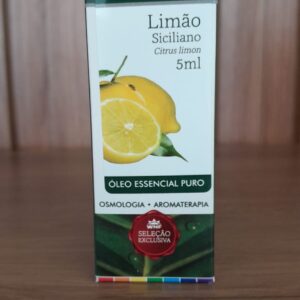 Limão
Siciliano
Citrus limon
5ml
ÓLEO ESSENCIAL PURO
OSMOLOGIA • AROMATERAPIA
SELEÇÃO
EXCLUSIVA